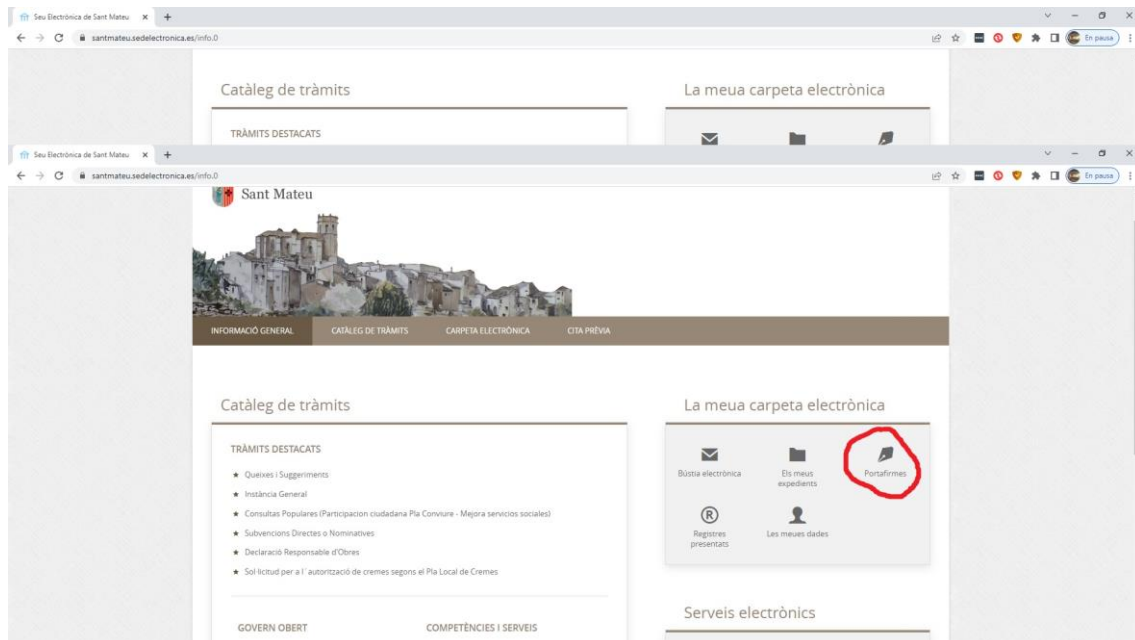 Seu Electrònica de Sant Mateu
santmateu.sedelectronica.es/info.0
En pausa
Catàleg de tràmits
La meua carpeta electrònica
TRÀMITS DESTACATS
Seu Electrònica de Sant Mateu
santmateu.sedelectronica.es/info.0
En pausa
Sant Mateu
INFORMACIÓ GENERAL
CATÀLEG DE TRÀMITS
CARPETA ELECTRÒNICA
CITA PRÈVIA
Catàleg de tràmits
La meua carpeta electrònica
TRÀMITS DESTACATS
★ Queixes i Suggeriments
★ Instància General
★ Consultas Populares (Participacion ciudadana Pla Conviure - Mejora servicios sociales)
★ Subvencions Directes o Nominatives
★ Declaració Responsable d'Obres
★ Sol·licitud per a l´autorització de cremes segons el Pla Local de Cremes
Bústia electrònica
Els meus
expedients
Portafirmes
®
Registres
presentats
Les meues dades
GOVERN OBERT
COMPETÈNCIES I SERVEIS
Serveis electrònics